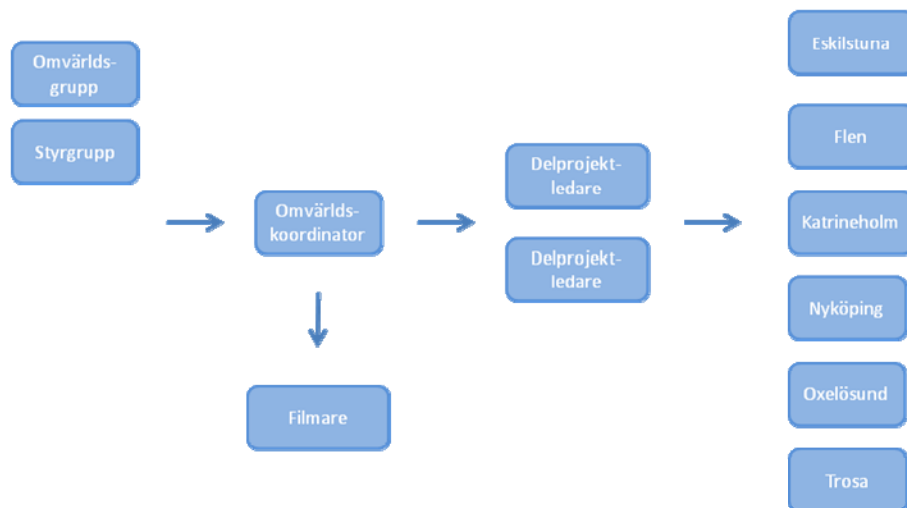 Omvärlds-
grupp
Styrgrupp
Omvärlds-
koordinator
Filmare
Delprojekt-
ledare
Delprojekt-
ledare
Eskilstuna
Flen
Katrineholm
Nyköping
Oxelösund
Trosa